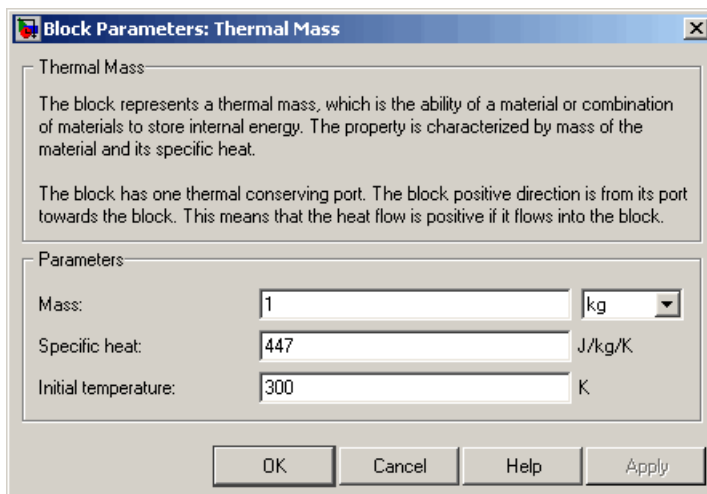 Block Parameters: Thermal Mass
Thermal Mass
The block represents a thermal mass, which is the ability of a material or combination
of materials to store internal energy. The property is characterized by mass of the
material and its specific heat.
The block has one thermal conserving port. The block positive direction is from its port
towards the block. This means that the heat flow is positive if it flows into the block.
Parameters
Mass: 1 kg
Specific heat: 447 J/kg/K
Initial temperature: 300 K
OK Cancel Help Apply